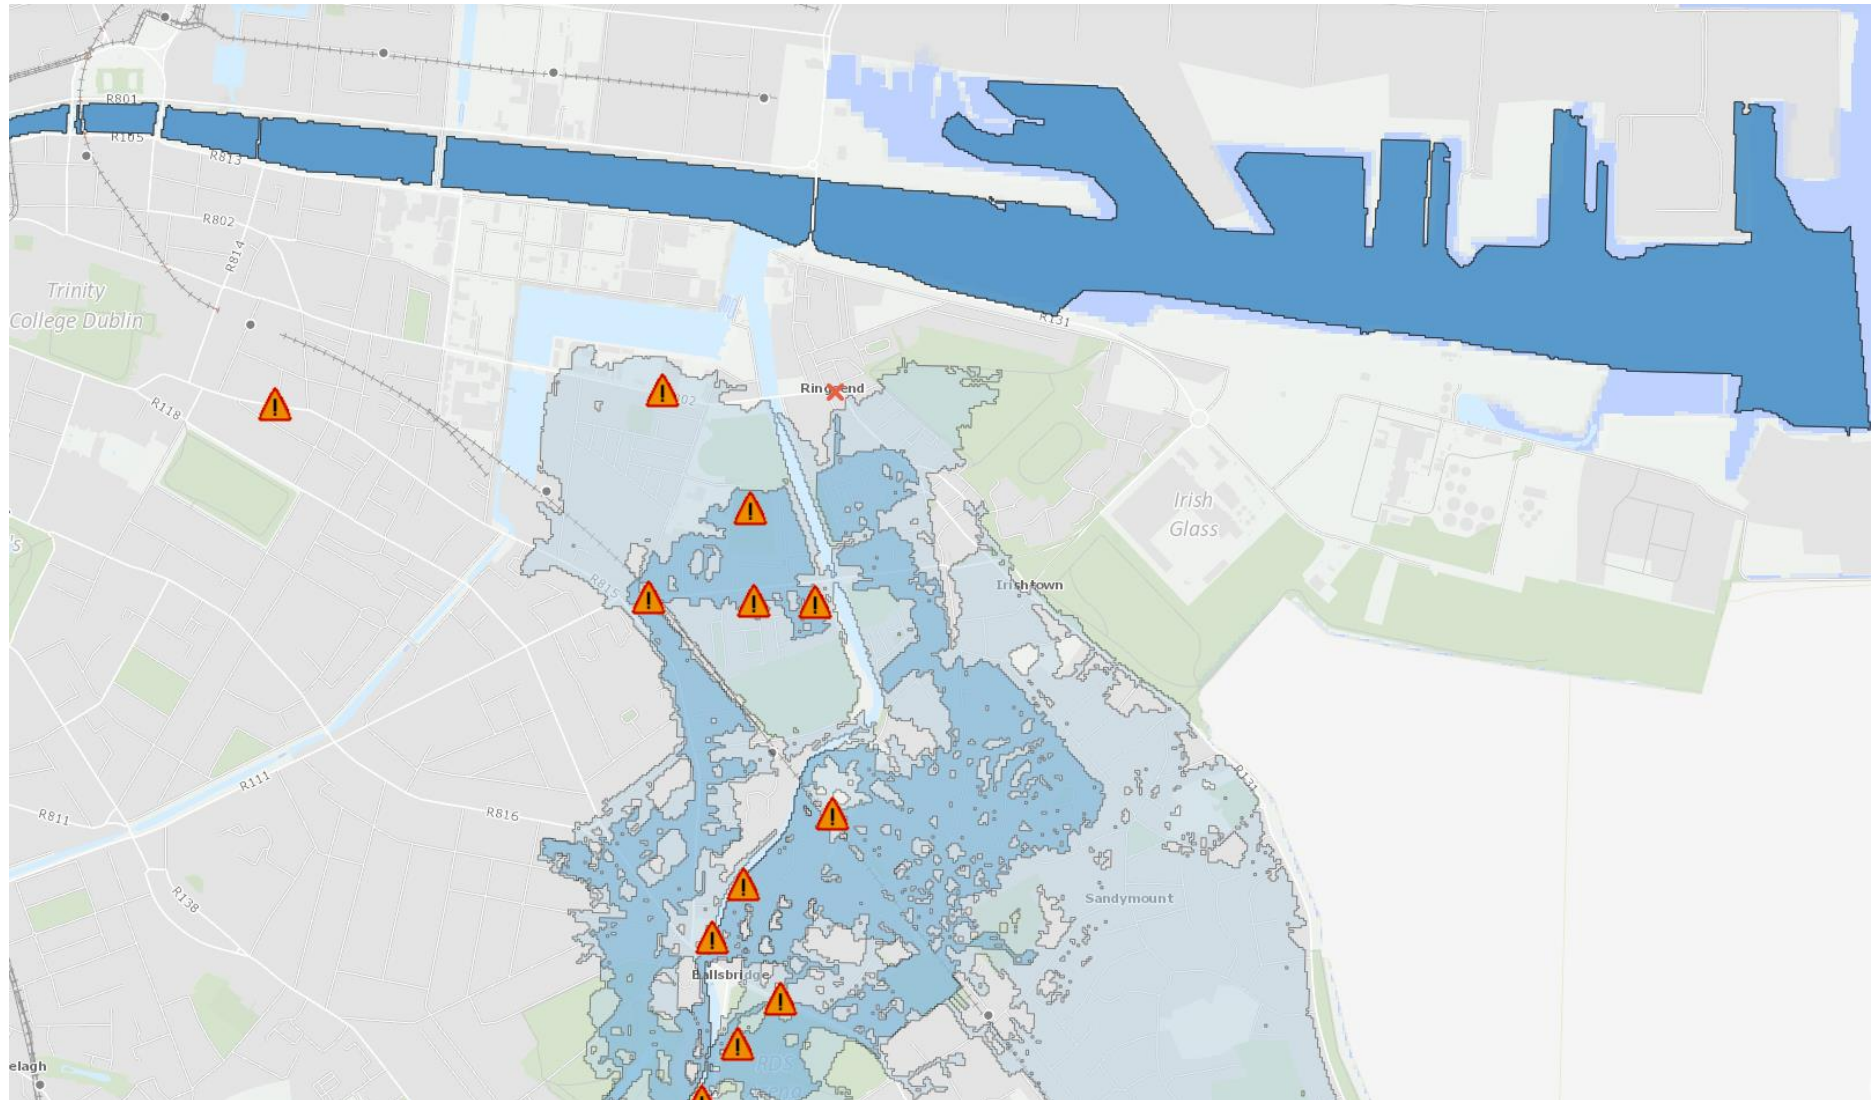 R801
R105
R813
R802
R814
Trinity
College Dublin
R131
R118
Ringsend
Irish
Glass
R815
Irishtown
R111
R811
R816
R131
R138
Sandymount
Ballsbridge
RDS
elagh